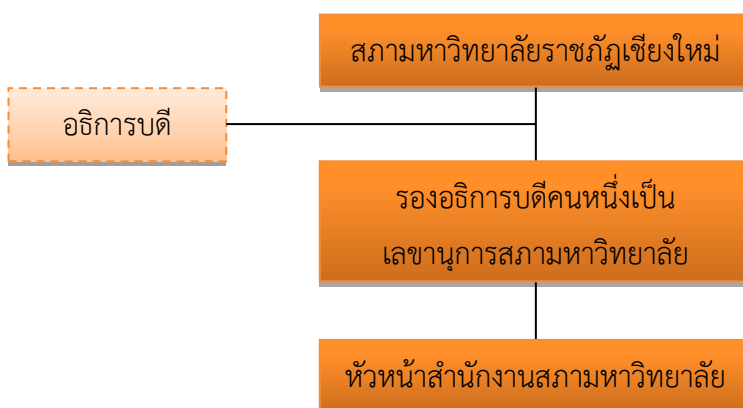 สภามหาวิทยาลัยราชภัฏเชียงใหม่
อธิการบดี
รองอธิการบดีคนหนึ่งเป็น
เลขานุการสภามหาวิทยาลัย
หัวหน้าสำนักงานสภามหาวิทยาลัย